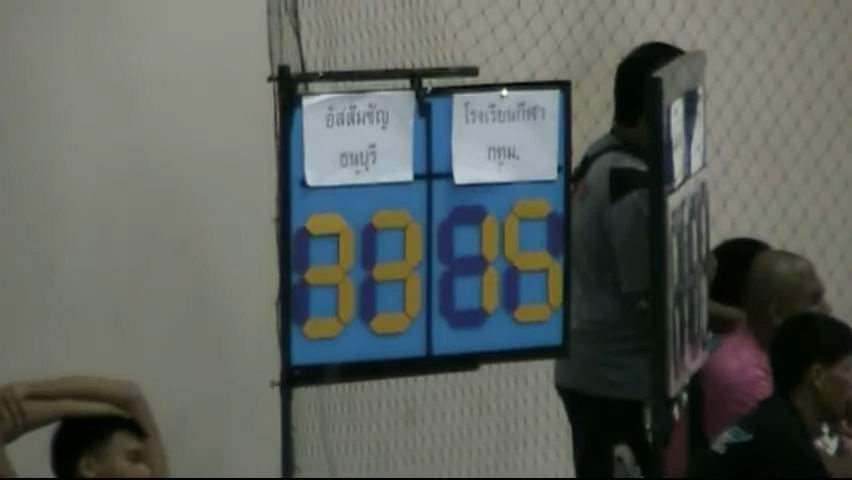 อัสสัมชัญ
ธนบุรี
โรงเรียนกีฬา
กทม.
33 15